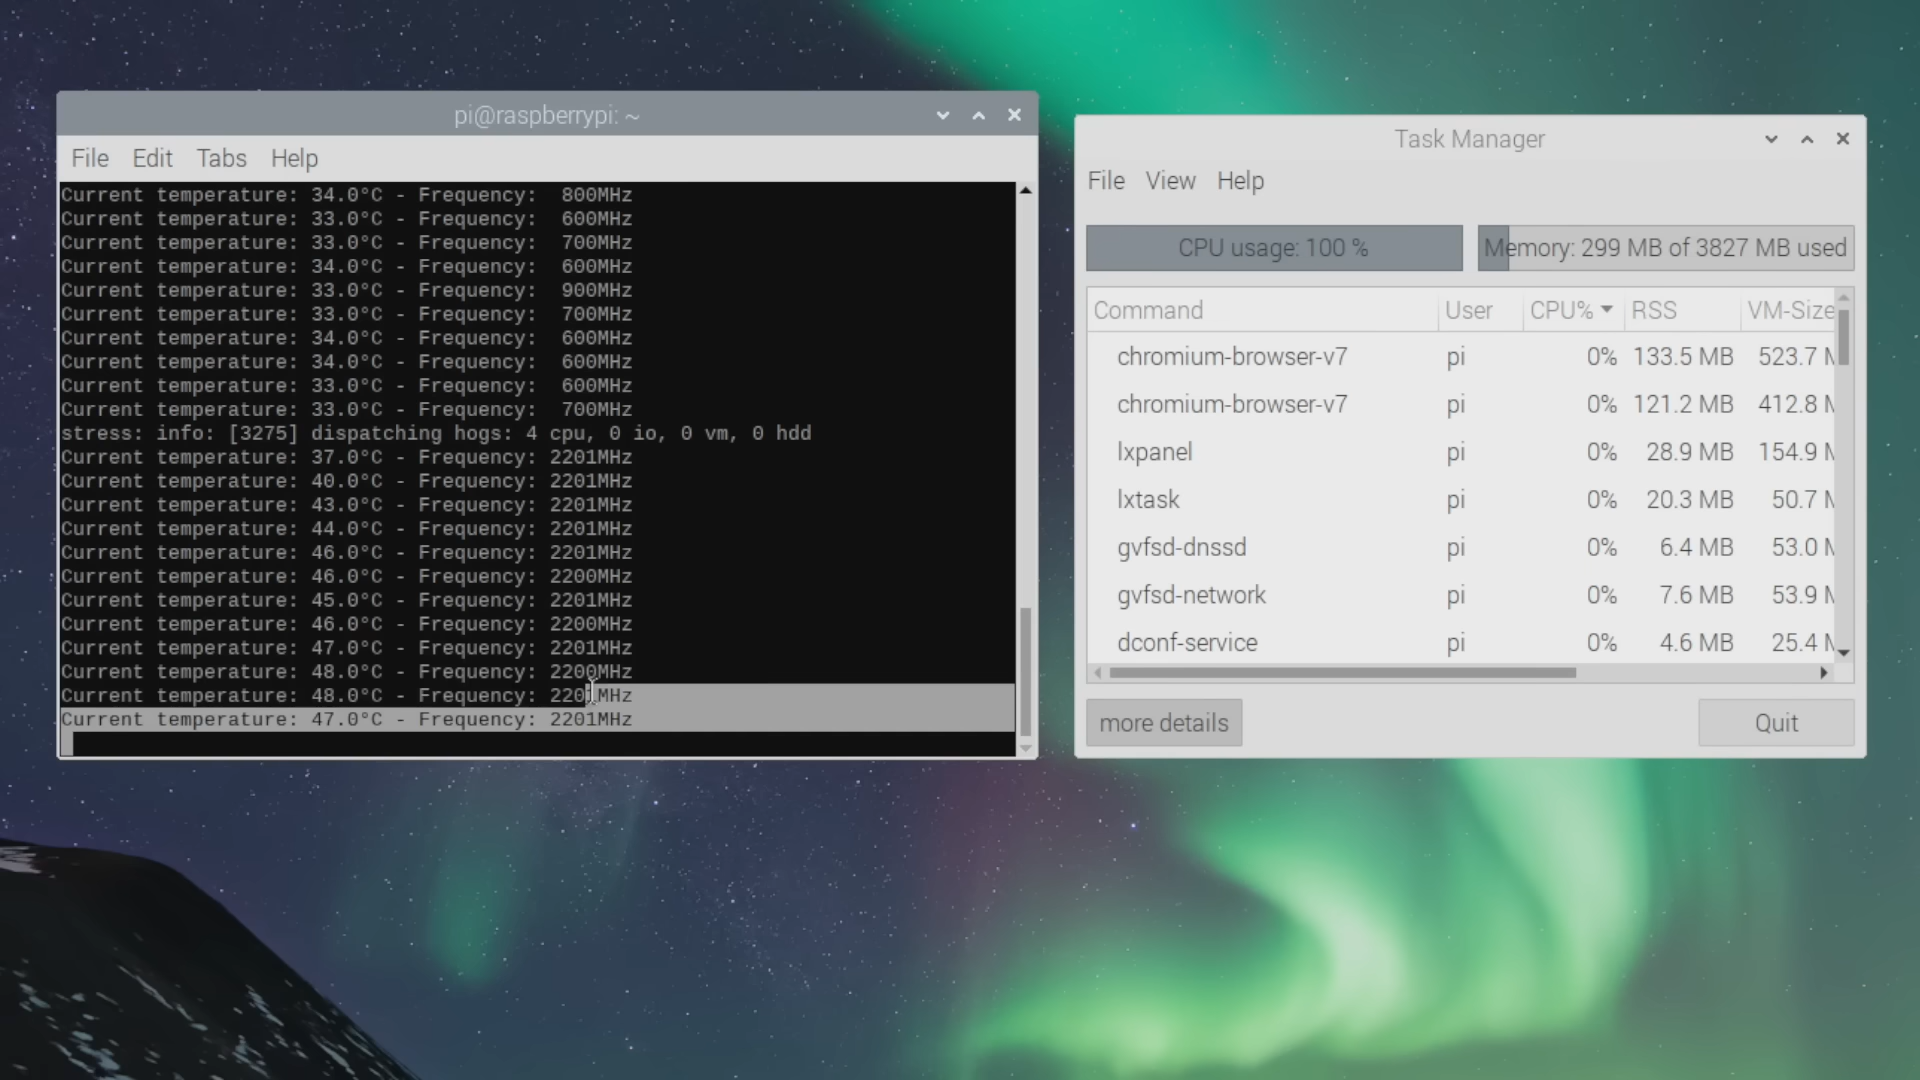 pi@raspberrypi: ~
File Edit Tabs Help
Current temperature: 34.0°C - Frequency:  800MHz
Current temperature: 33.0°C - Frequency:  600MHz
Current temperature: 33.0°C - Frequency:  700MHz
Current temperature: 34.0°C - Frequency:  600MHz
Current temperature: 33.0°C - Frequency:  900MHz
Current temperature: 33.0°C - Frequency:  700MHz
Current temperature: 34.0°C - Frequency:  600MHz
Current temperature: 34.0°C - Frequency:  600MHz
Current temperature: 33.0°C - Frequency:  600MHz
Current temperature: 33.0°C - Frequency:  700MHz
stress: info: [3275] dispatching hogs: 4 cpu, 0 io, 0 vm, 0 hdd
Current temperature: 37.0°C - Frequency: 2201MHz
Current temperature: 40.0°C - Frequency: 2201MHz
Current temperature: 43.0°C - Frequency: 2201MHz
Current temperature: 44.0°C - Frequency: 2201MHz
Current temperature: 46.0°C - Frequency: 2201MHz
Current temperature: 46.0°C - Frequency: 2200MHz
Current temperature: 45.0°C - Frequency: 2201MHz
Current temperature: 46.0°C - Frequency: 2200MHz
Current temperature: 47.0°C - Frequency: 2201MHz
Current temperature: 48.0°C - Frequency: 2200MHz
Current temperature: 48.0°C - Frequency: 2201MHz
Current temperature: 47.0°C - Frequency: 2201MHz
Task Manager
File View Help
CPU usage: 100 % Memory: 299 MB of 3827 MB used
Command User CPU% RSS VM-Size
chromium-browser-v7 pi 0% 133.5 MB 523.7 M
chromium-browser-v7 pi 0% 121.2 MB 412.8 M
lxpanel pi 0% 28.9 MB 154.9 M
lxtask pi 0% 20.3 MB 50.7 M
gvfsd-dnssd pi 0% 6.4 MB 53.0 M
gvfsd-network pi 0% 7.6 MB 53.9 M
dconf-service pi 0% 4.6 MB 25.4 M
more details Quit